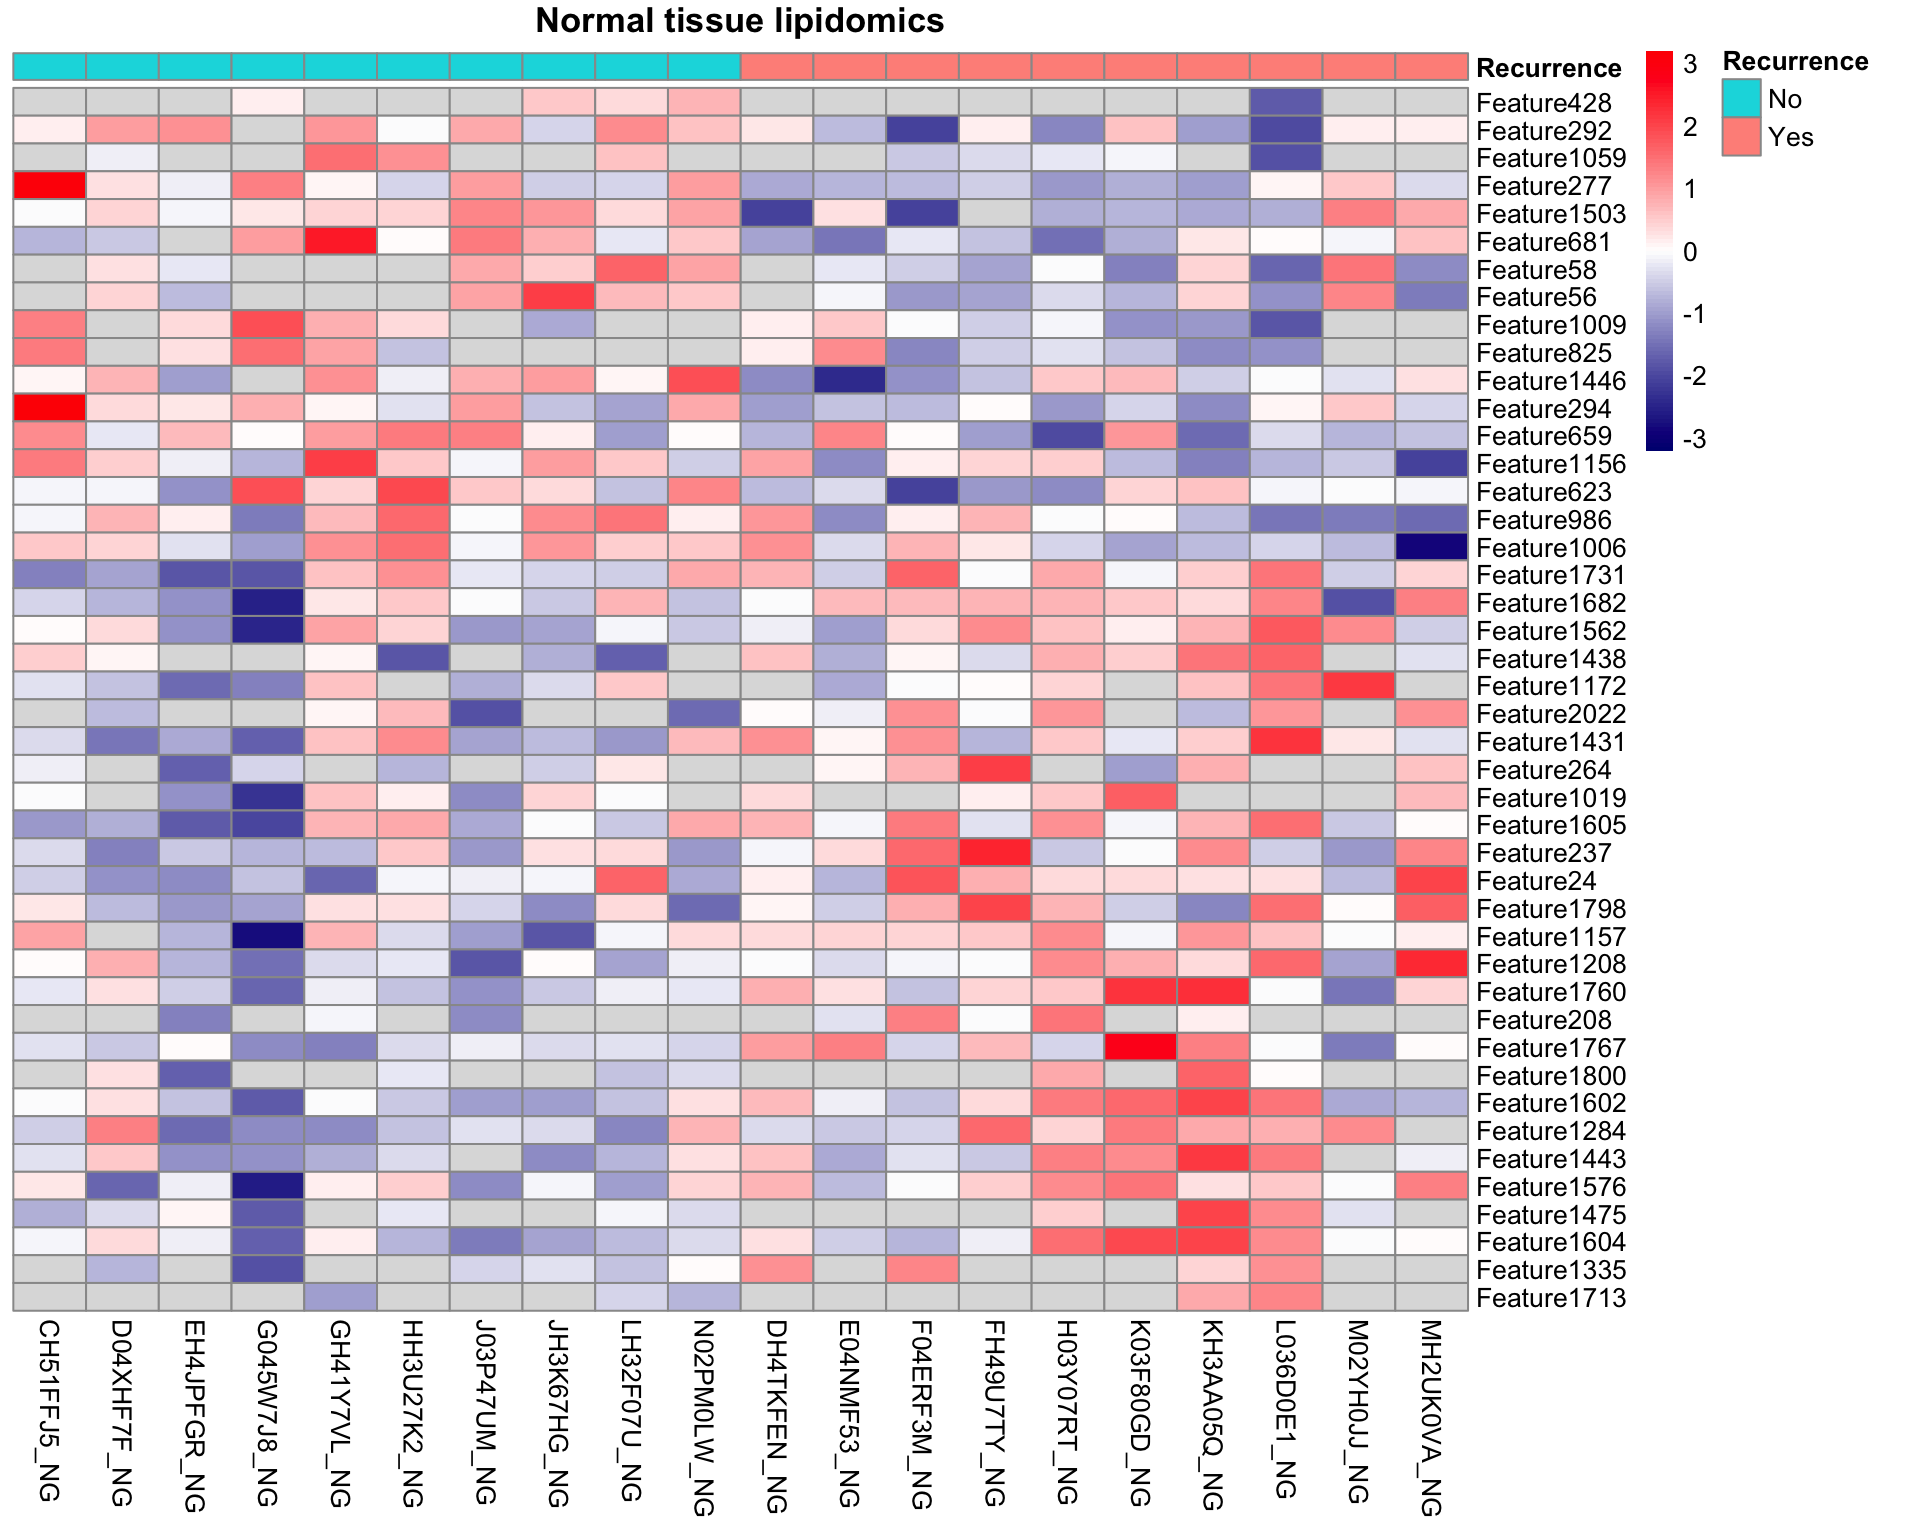 Normal tissue lipidomics
Recurrence
Feature428
Feature292
Feature1059
Feature277
Feature1503
Feature681
Feature58
Feature56
Feature1009
Feature825
Feature1446
Feature294
Feature659
Feature1156
Feature623
Feature986
Feature1006
Feature1731
Feature1682
Feature1562
Feature1438
Feature1172
Feature2022
Feature1431
Feature264
Feature1019
Feature1605
Feature237
Feature24
Feature1798
Feature1157
Feature1208
Feature1760
Feature208
Feature1767
Feature1800
Feature1602
Feature1284
Feature1443
Feature1576
Feature1475
Feature1604
Feature1335
Feature1713
CH51FFJ5_NG
D04XHF7F_NG
EH4JPFGR_NG
G045W7J8_NG
GH41Y7VL_NG
HH3U27K2_NG
J03P47UM_NG
JH3K67HG_NG
LH32F07U_NG
N02PM0LW_NG
DH4TKFEN_NG
E04NMF53_NG
F04ERF3M_NG
FH49U7TY_NG
H03Y07RT_NG
K03F80GD_NG
KH3AA05Q_NG
L036D0E1_NG
M02YH0JJ_NG
MH2UK0VA_NG
3
2
1
0
-1
-2
-3
Recurrence
No
Yes